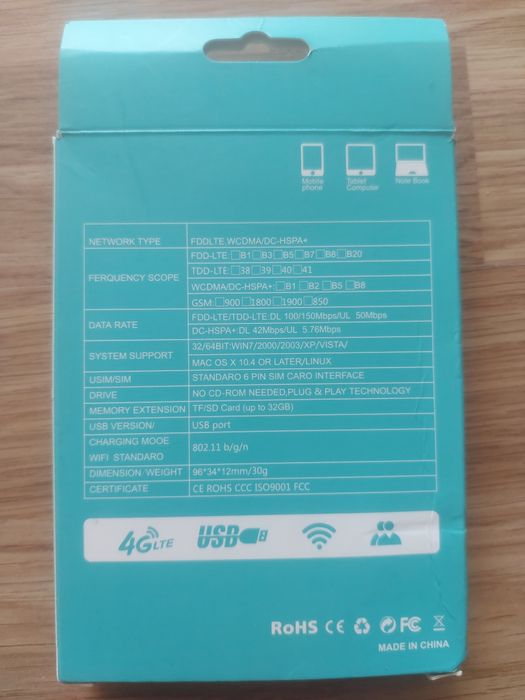 Mobile phone
Tablet Computer
Note Book
NETWORK TYPE FDDLTE,WCDMA/DC-HSPA+
FERQUENCY SCOPE FDD-LTE:□B1□B3□B5□B7□B8□B20
TDD-LTE:□38□39□40□41
WCDMA/DC-HSPA+:□B1 □B2 □B5 □B8
GSM:□900□1800□1900□850
DATA RATE FDD-LTE/TDD-LTE:DL 100/150Mbps/UL 50Mbps
DC-HSPA+:DL 42Mbps/UL 5.76Mbps
SYSTEM SUPPORT 32/64BIT:WIN7/2000/2003/XP/VISTA/
MAC OS X 10.4 OR LATER/LINUX
USIM/SIM STANDARO 6 PIN SIM CARO INTERFACE
DRIVE NO CD-ROM NEEDED,PLUG & PLAY TECHNOLOGY
MEMORY EXTENSION TF/SD Card (up to 32GB)
USB VERSION/ USB port
CHARGING MOOE
WIFI STANDARO 802.11 b/g/n
DIMENSION/WEIGHT 96*34*12mm/30g
CERTIFICATE CE ROHS CCC ISO9001 FCC
4G LTE USB
RoHS CE FC
MADE IN CHINA